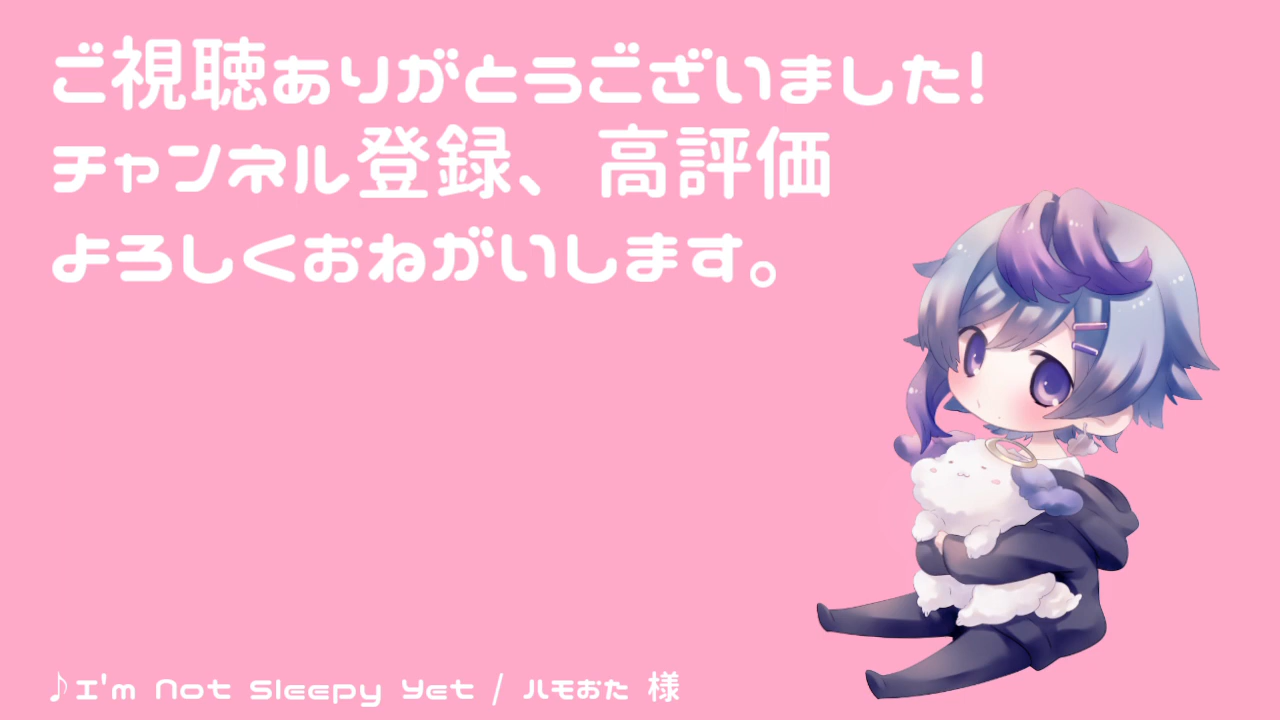 ご視聴ありがとうございました!
チャンネル登録、高評価
よろしくおねがいします。
♪I'm Not Sleepy Yet / ハモおた 様